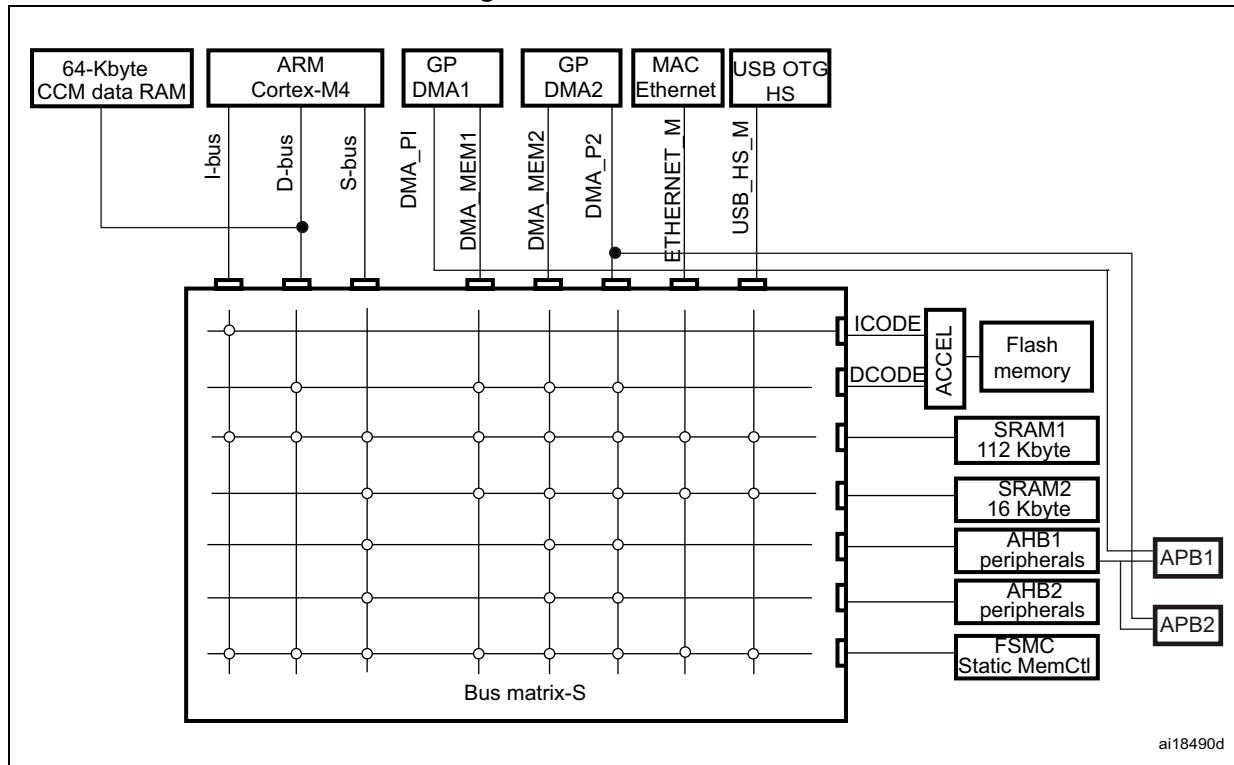 64-Kbyte
CCM data RAM
ARM
Cortex-M4
GP
DMA1
GP
DMA2
MAC
Ethernet
USB OTG
HS
I-bus
D-bus
S-bus
DMA_PI
DMA_MEM1
DMA_MEM2
DMA_P2
ETHERNET_M
USB_HS_M
ICODE
DCODE
ACCEL
Flash
memory
SRAM1
112 Kbyte
SRAM2
16 Kbyte
AHB1
peripherals
AHB2
peripherals
FSMC
Static MemCtl
APB1
APB2
Bus matrix-S
ai18490d